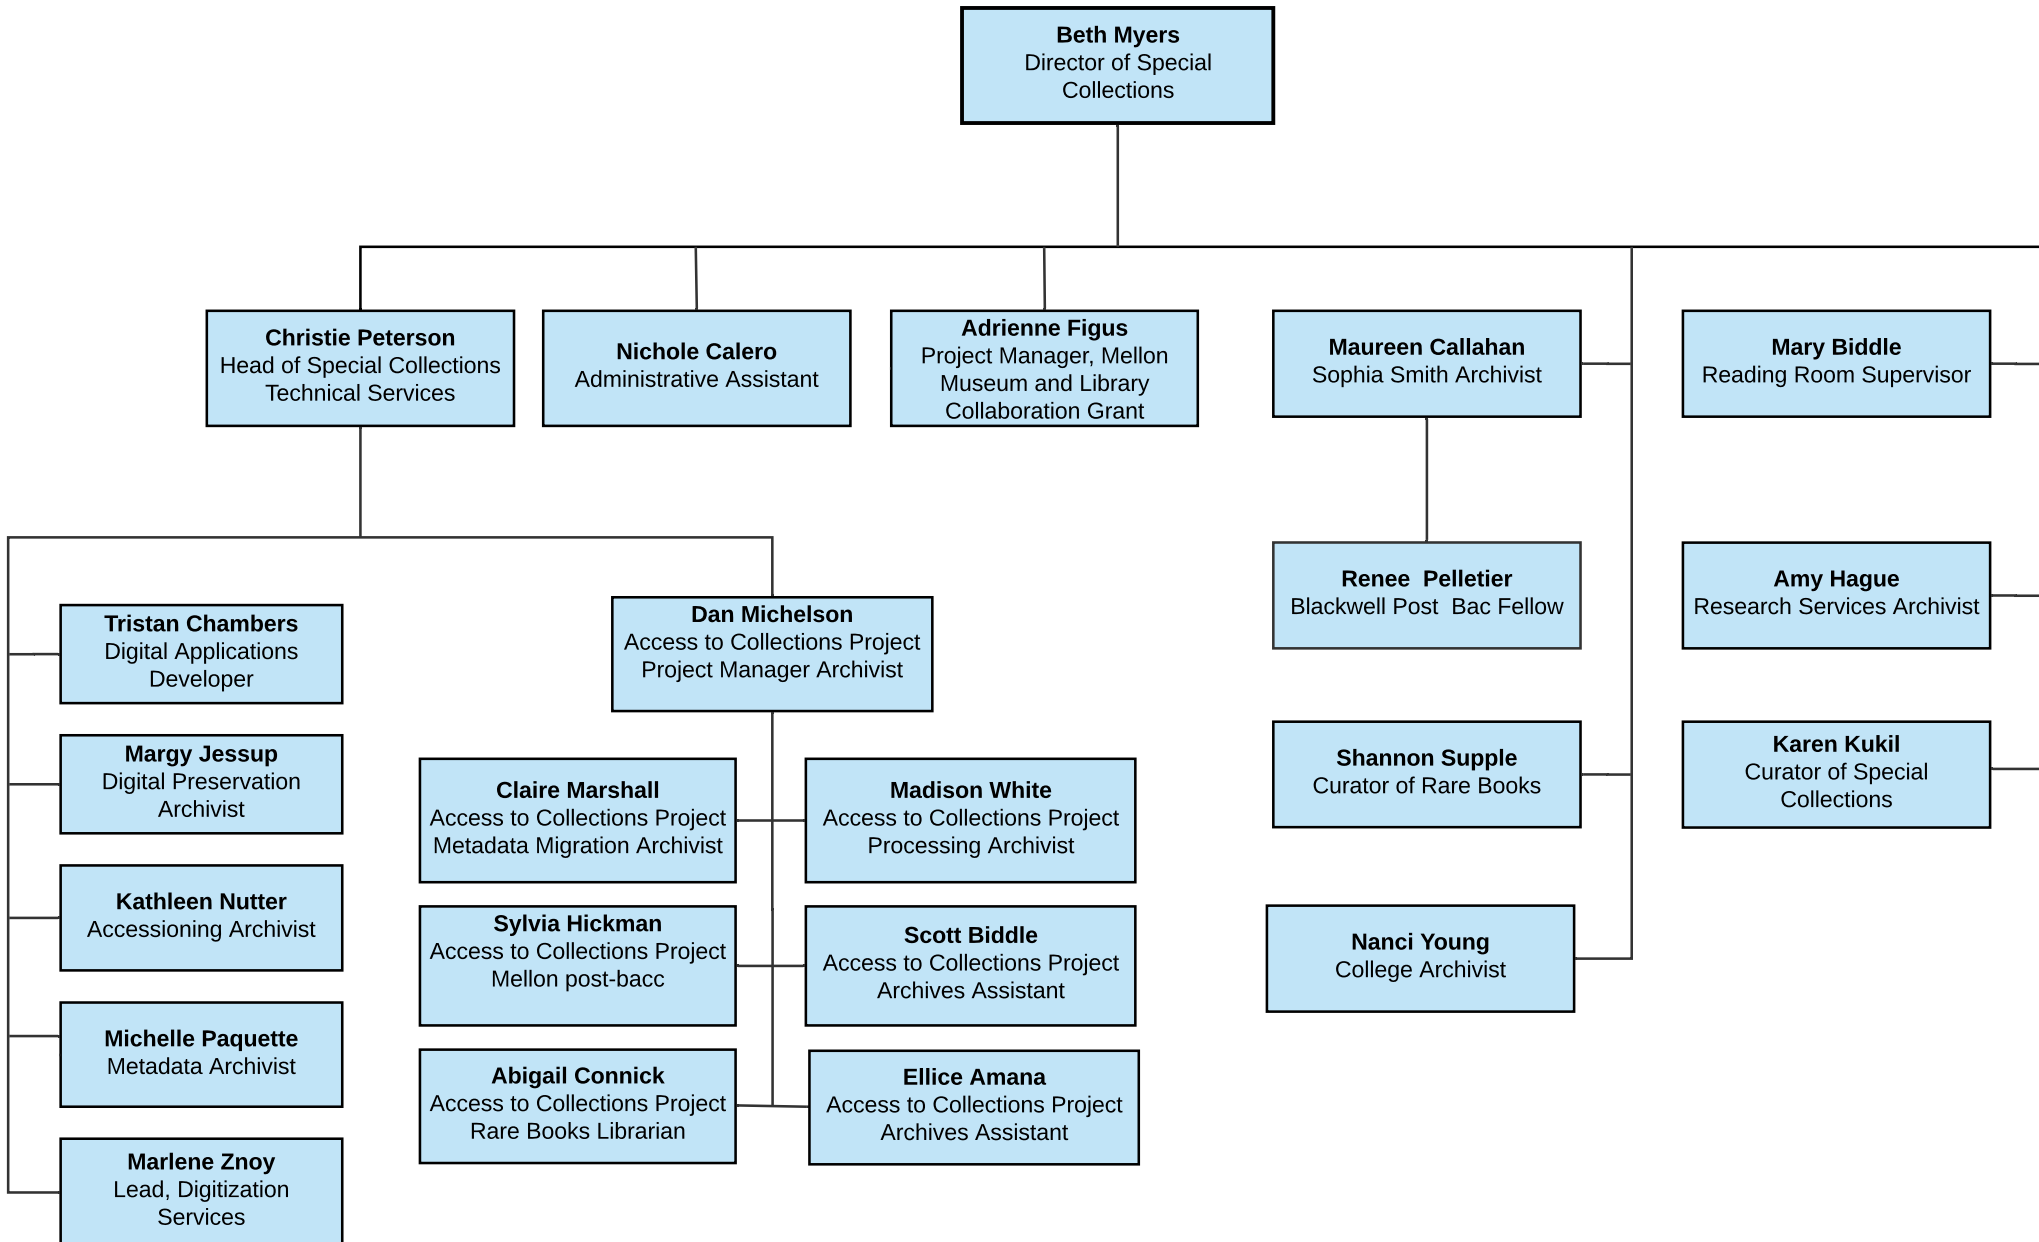 Beth Myers
Director of Special
Collections
Christie Peterson
Head of Special Collections
Technical Services
Nichole Calero
Administrative Assistant
Adrienne Figus
Project Manager, Mellon
Museum and Library
Collaboration Grant
Maureen Callahan
Sophia Smith Archivist
Mary Biddle
Reading Room Supervisor
Renee  Pelletier
Blackwell Post  Bac Fellow
Amy Hague
Research Services Archivist
Tristan Chambers
Digital Applications
Developer
Dan Michelson
Access to Collections Project
Project Manager Archivist
Margy Jessup
Digital Preservation
Archivist
Claire Marshall
Access to Collections Project
Metadata Migration Archivist
Madison White
Access to Collections Project
Processing Archivist
Shannon Supple
Curator of Rare Books
Karen Kukil
Curator of Special
Collections
Kathleen Nutter
Accessioning Archivist
Sylvia Hickman
Access to Collections Project
Mellon post-bacc
Scott Biddle
Access to Collections Project
Archives Assistant
Nanci Young
College Archivist
Michelle Paquette
Metadata Archivist
Abigail Connick
Access to Collections Project
Rare Books Librarian
Ellice Amana
Access to Collections Project
Archives Assistant
Marlene Znoy
Lead, Digitization
Services